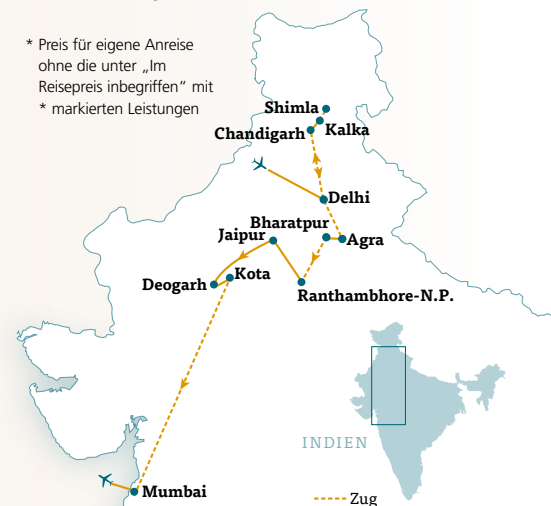 * Preis für eigene Anreise
ohne die unter „Im
Reisepreis inbegriffen“ mit
* markierten Leistungen
Shimla
Chandigarh
Kalka
Delhi
Bharatpur
Jaipur
Agra
Deogarh
Kota
Ranthambhore-N.P.
INDIEN
Mumbai
Zug